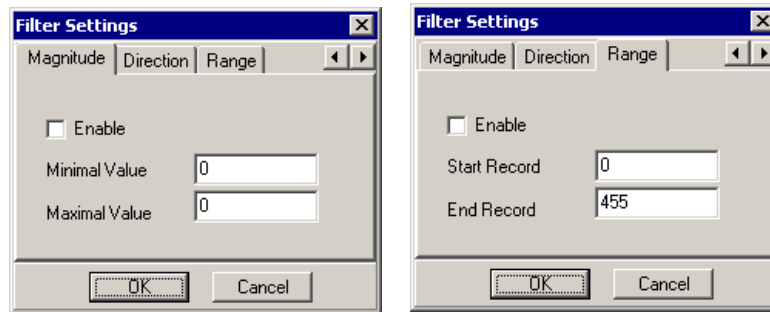 Filter Settings
Magnitude Direction Range
Enable
Minimal Value 0
Maximal Value 0
OK Cancel
Filter Settings
Magnitude Direction Range
Enable
Start Record 0
End Record 455
OK Cancel